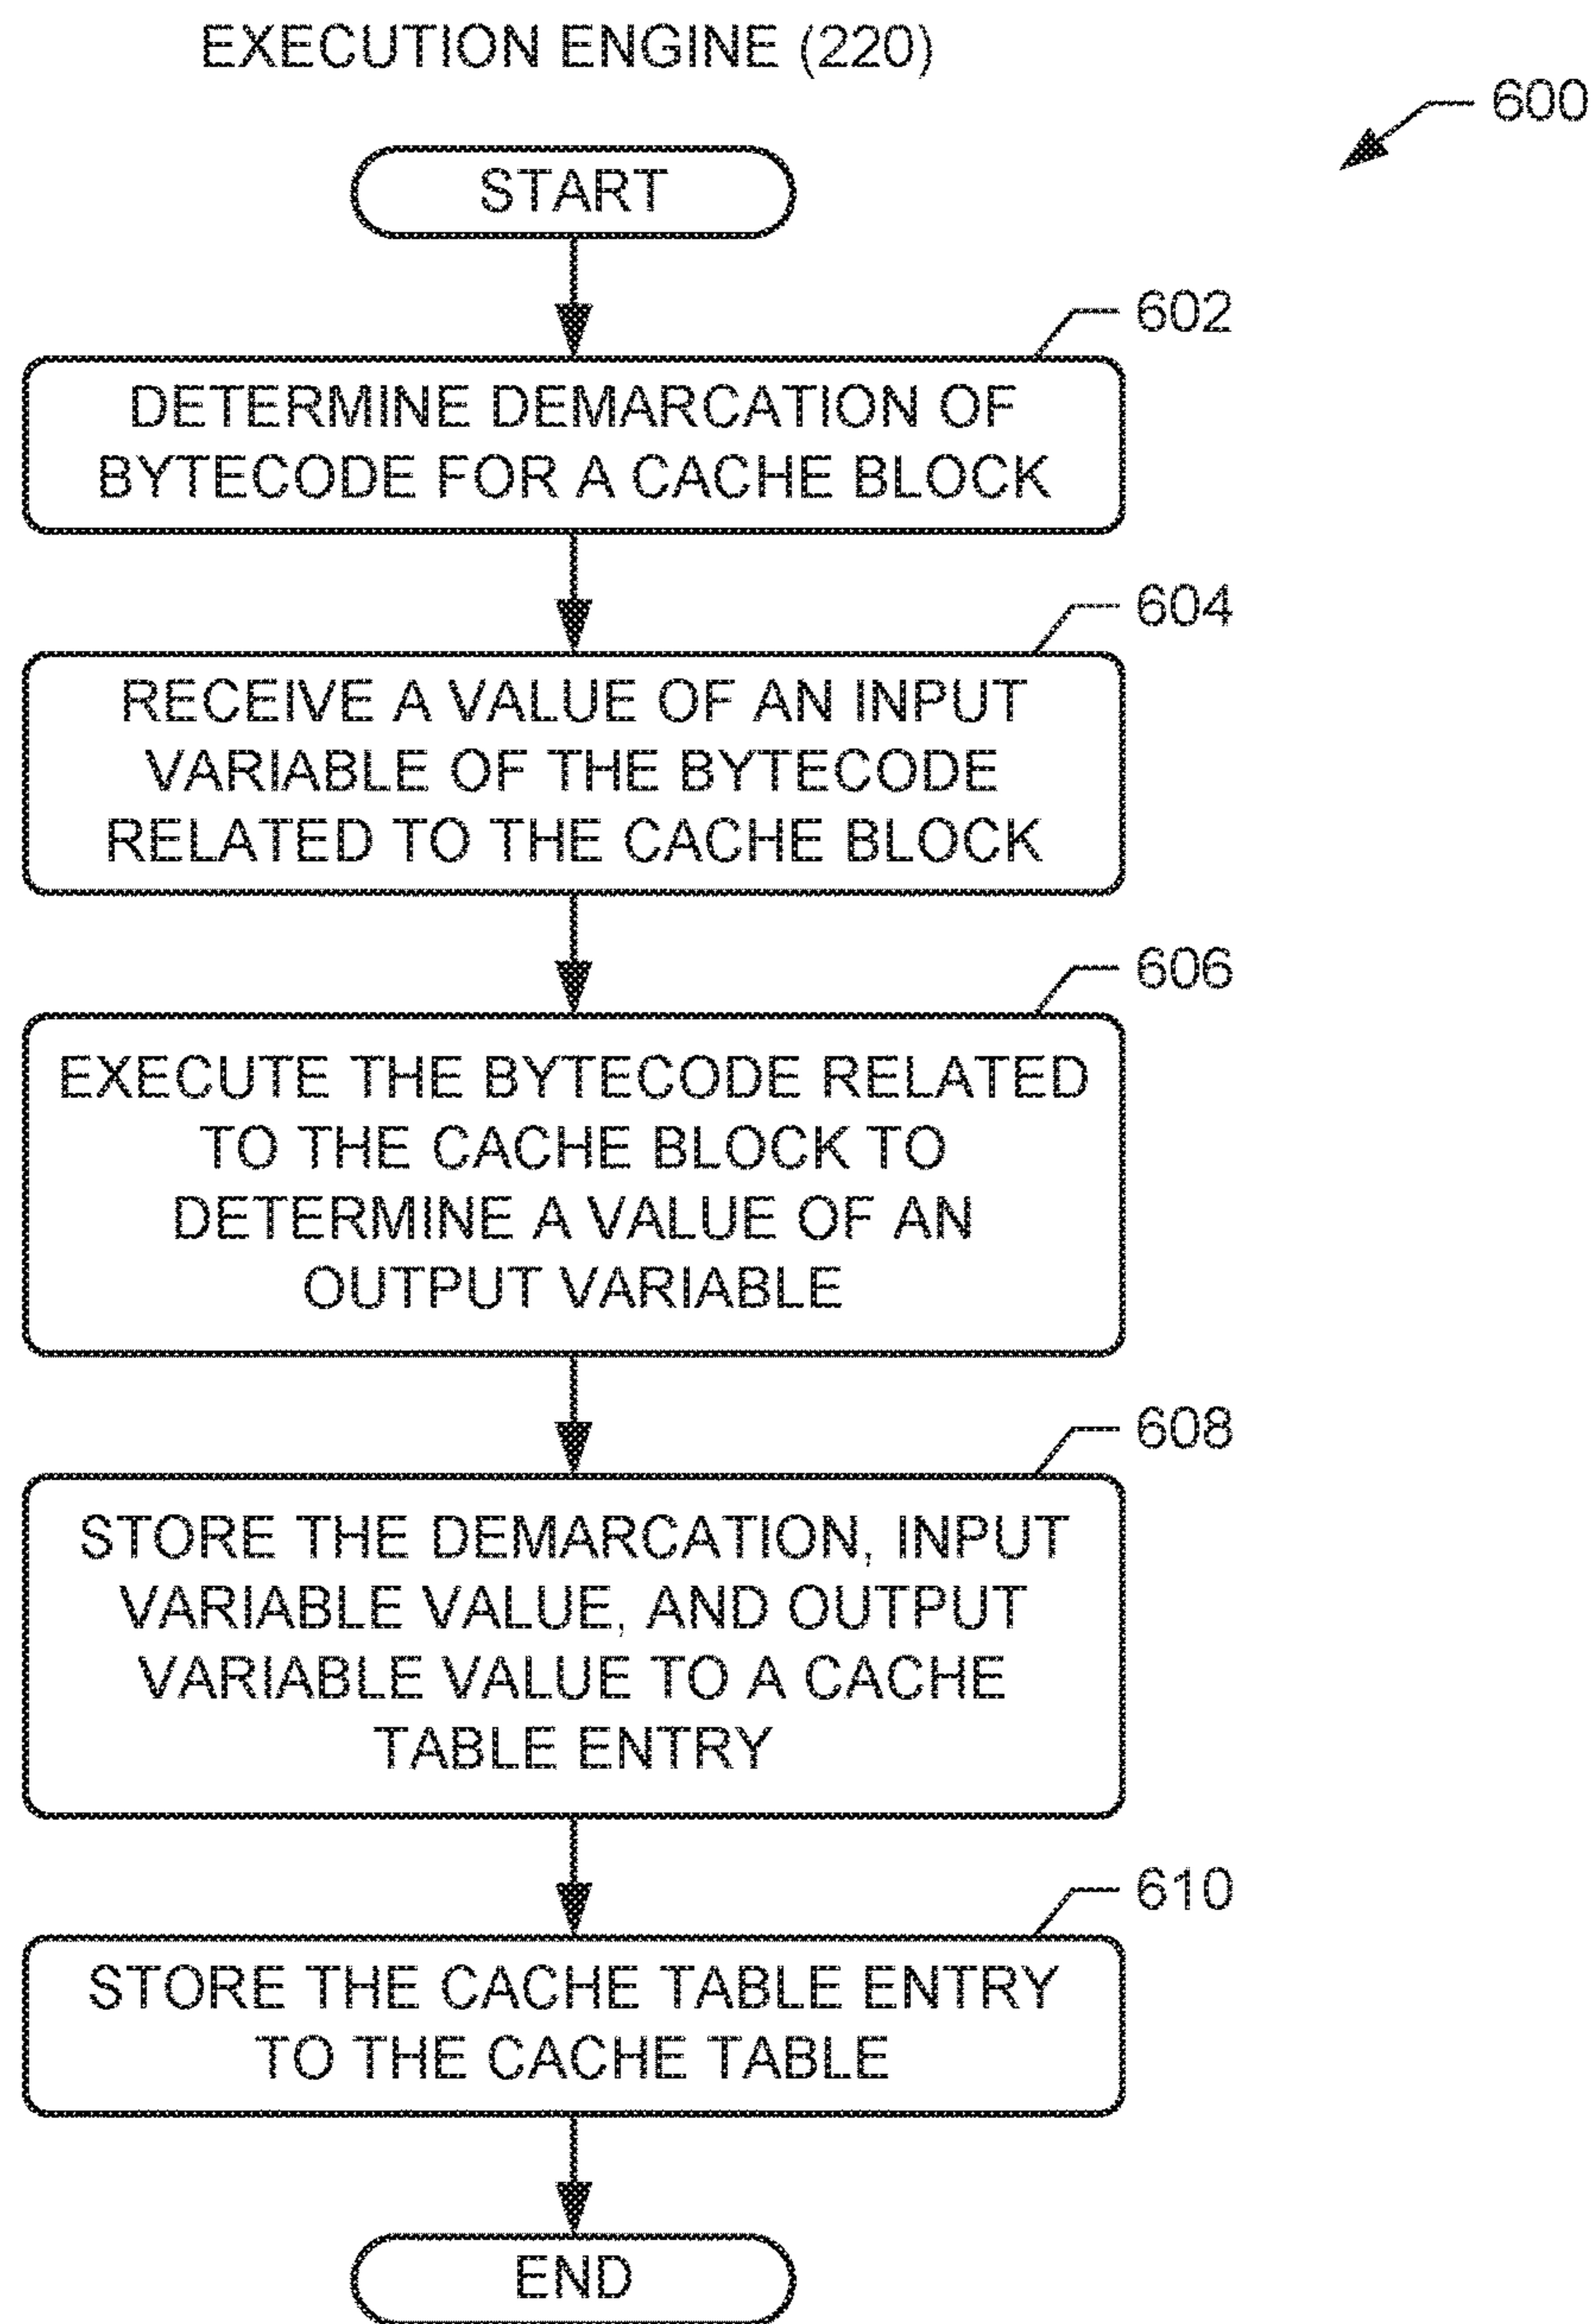 EXECUTION ENGINE (220)
600
START
602
DETERMINE DEMARCATION OF
BYTECODE FOR A CACHE BLOCK
604
RECEIVE A VALUE OF AN INPUT
VARIABLE OF THE BYTECODE
RELATED TO THE CACHE BLOCK
606
EXECUTE THE BYTECODE RELATED
TO THE CACHE BLOCK TO
DETERMINE A VALUE OF AN
OUTPUT VARIABLE
608
STORE THE DEMARCATION, INPUT
VARIABLE VALUE, AND OUTPUT
VARIABLE VALUE TO A CACHE
TABLE ENTRY
610
STORE THE CACHE TABLE ENTRY
TO THE CACHE TABLE
END